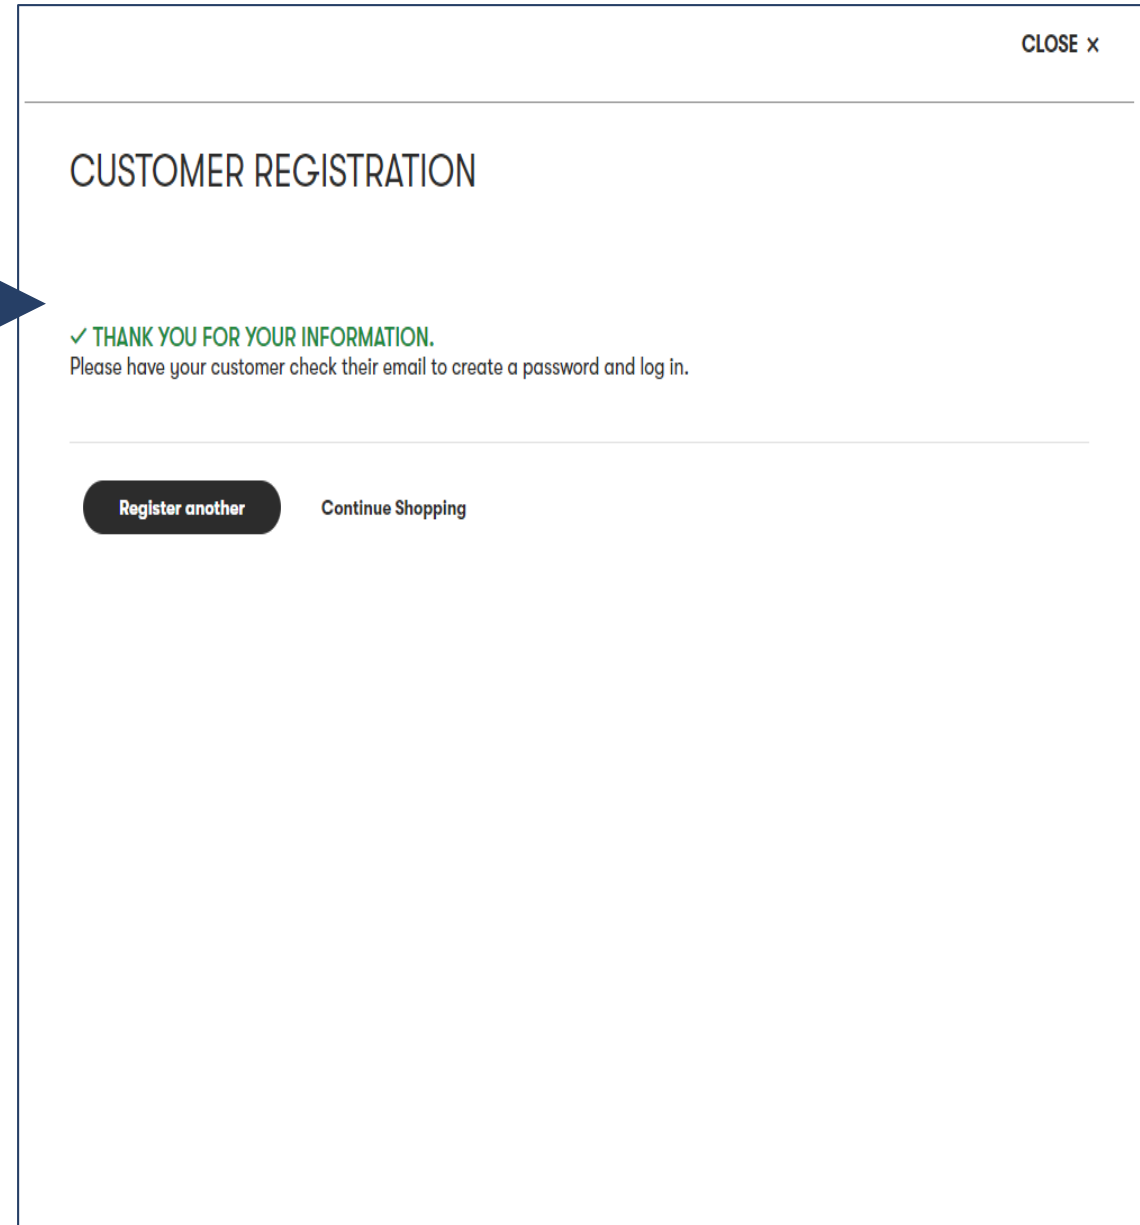 CLOSE ×
CUSTOMER REGISTRATION
✓ THANK YOU FOR YOUR INFORMATION.
Please have your customer check their email to create a password and log in.
Register another Continue Shopping